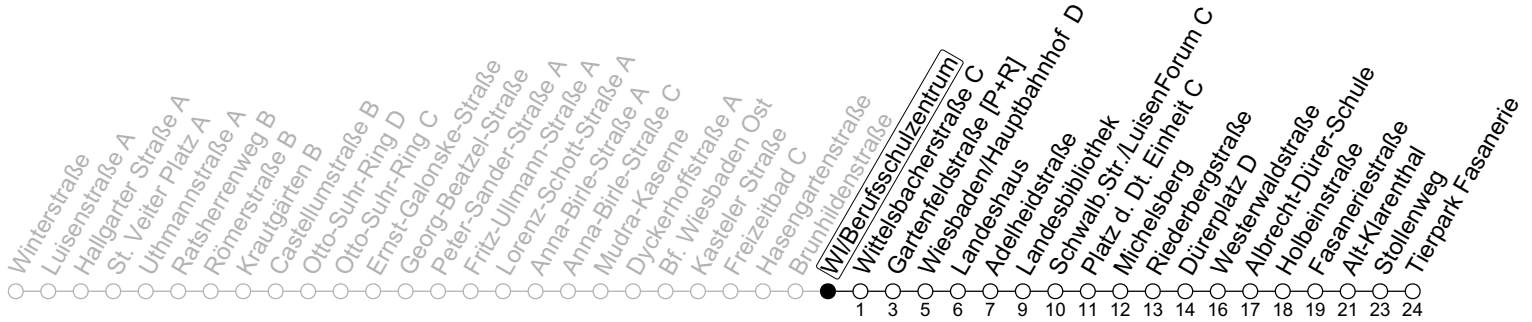 Winterstraße
Luisenstraße A
Hallgarter Straße A
St. Veiter Platz A
Uthmannstraße A
Ratsherrenweg B
Römerstraße B
Krautgärten B
Castellumstraße B
Otto-Suhr-Ring D
Otto-Suhr-Ring C
Ernst-Galonske-Straße
Georg-Beatzel-Straße
Peter-Sander-Straße A
Fritz-Ullmann-Straße A
Lorenz-Schott-Straße A
Anna-Birle-Straße A
Anna-Birle-Straße C
Mudra-Kaserne
Dyckerhoffstraße A
Bf. Wiesbaden Ost
Kasteler Straße
Freizeitbad C
Hasengartenstraße
Brunhildenstraße
WI/Berufsschulzentrum
Wittelsbacherstraße C
Gartenfeldstraße [P+R]
Wiesbaden/Hauptbahnhof D
Landeshaus
Adelheidstraße
Landesbibliothek
Schwalb.Str./LuisenForum C
Platz d. Dt. Einheit C
Michelsberg
Riederbergstraße
Dürerplatz D
Westerwaldstraße
Albrecht-Dürer-Schule
Holbeinstraße
Fasaneriestraße
Alt-Klarenthal
Stollenweg
Tierpark Fasanerie
1 3 5 6 7 9 10 11 12 13 14 16 17 18 19 21 23 24